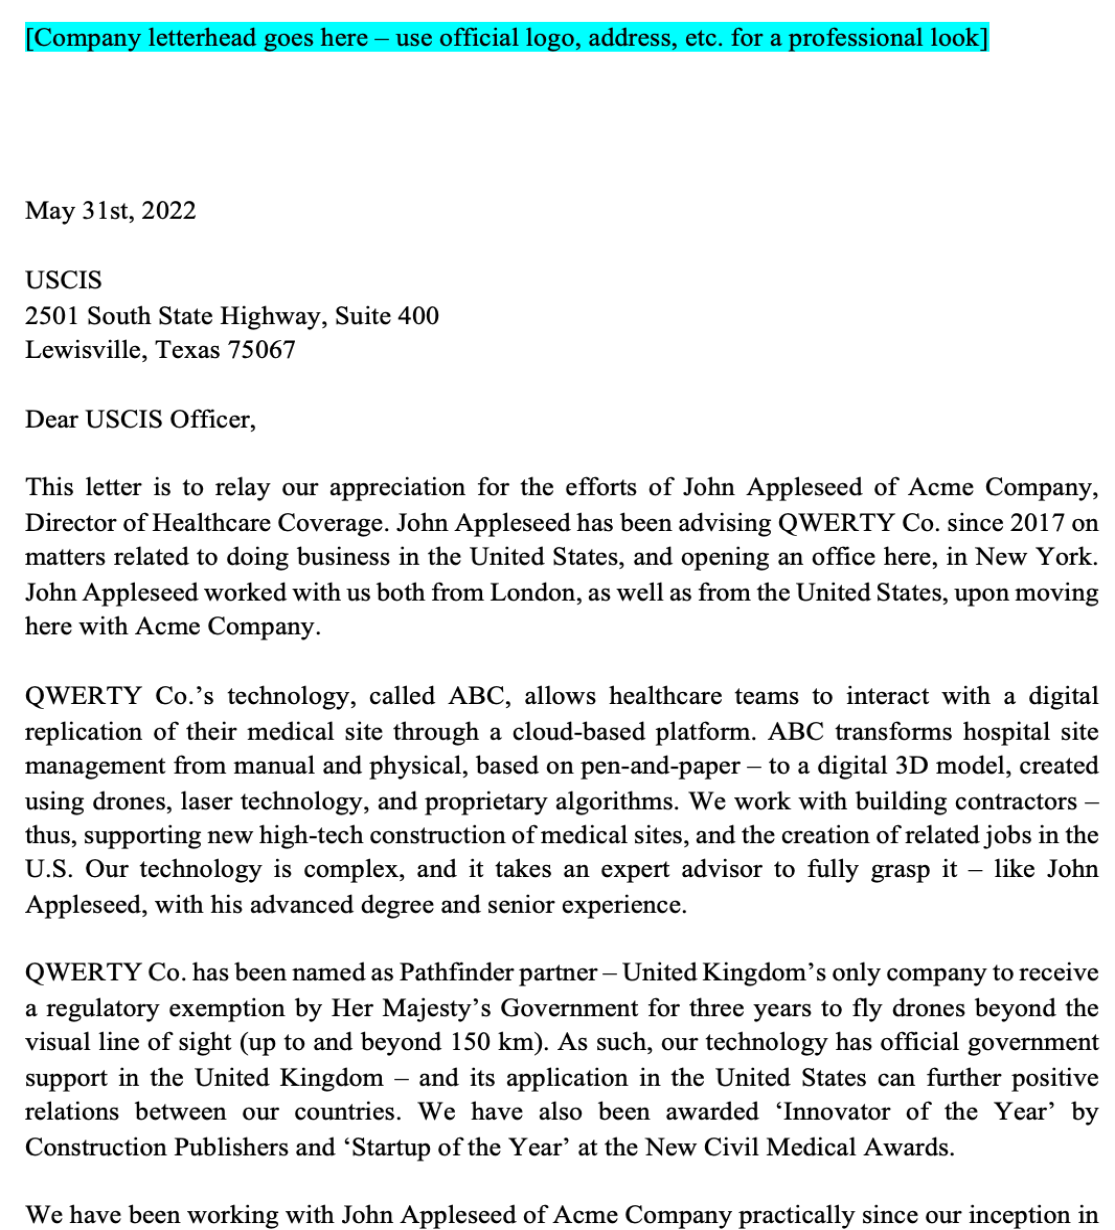 [Company letterhead goes here – use official logo, address, etc. for a professional look]
May 31st, 2022
USCIS
2501 South State Highway, Suite 400
Lewisville, Texas 75067
Dear USCIS Officer,
This letter is to relay our appreciation for the efforts of John Appleseed of Acme Company,
Director of Healthcare Coverage. John Appleseed has been advising QWERTY Co. since 2017 on
matters related to doing business in the United States, and opening an office here, in New York.
John Appleseed worked with us both from London, as well as from the United States, upon moving
here with Acme Company.
QWERTY Co.’s technology, called ABC, allows healthcare teams to interact with a digital
replication of their medical site through a cloud-based platform. ABC transforms hospital site
management from manual and physical, based on pen-and-paper – to a digital 3D model, created
using drones, laser technology, and proprietary algorithms. We work with building contractors –
thus, supporting new high-tech construction of medical sites, and the creation of related jobs in the
U.S. Our technology is complex, and it takes an expert advisor to fully grasp it – like John
Appleseed, with his advanced degree and senior experience.
QWERTY Co. has been named as Pathfinder partner – United Kingdom’s only company to receive
a regulatory exemption by Her Majesty’s Government for three years to fly drones beyond the
visual line of sight (up to and beyond 150 km). As such, our technology has official government
support in the United Kingdom – and its application in the United States can further positive
relations between our countries. We have also been awarded ‘Innovator of the Year’ by
Construction Publishers and ‘Startup of the Year’ at the New Civil Medical Awards.
We have been working with John Appleseed of Acme Company practically since our inception in